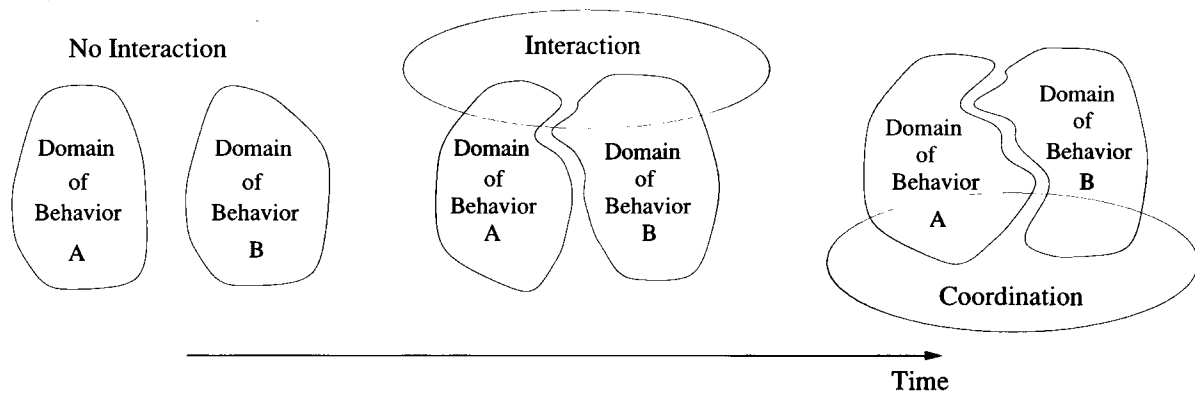 No Interaction
Domain
of
Behavior
A
Domain
of
Behavior
B
Interaction
Domain
of
Behavior
A
Domain
of
Behavior
B
Domain
of
Behavior
A
Domain
of
Behavior
B
Coordination
Time